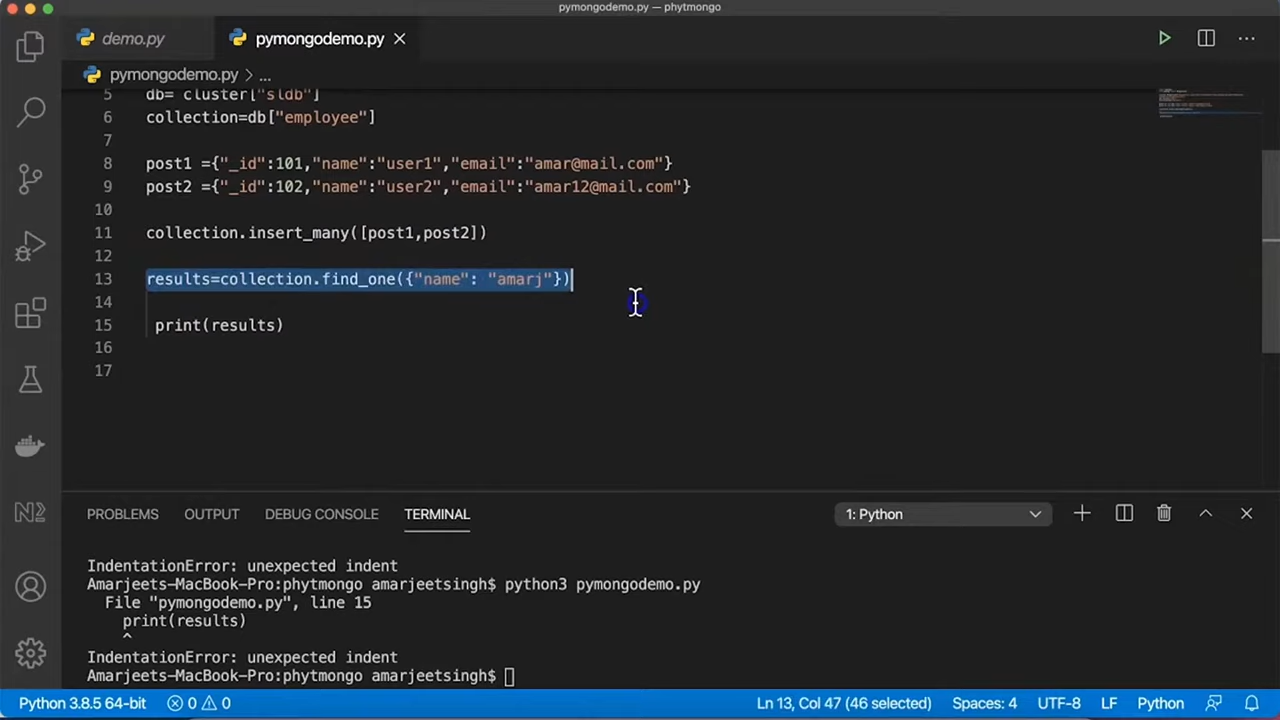 pymongodemo.py — phytmongo
demo.py
pymongodemo.py
pymongodemo.py > ...
5 db= cluster["sldb"]
6 collection=db["employee"]
7
8 post1 ={"_id":101,"name":"user1","email":"amar@mail.com"}
9 post2 ={"_id":102,"name":"user2","email":"amar12@mail.com"}
10
11 collection.insert_many([post1,post2])
12
13 results=collection.find_one({"name": "amarj"})
14
15 print(results)
16
17
PROBLEMS OUTPUT DEBUG CONSOLE TERMINAL 1: Python
IndentationError: unexpected indent
Amarjeets-MacBook-Pro:phytmongo amarjeetsingh$ python3 pymongodemo.py
File "pymongodemo.py", line 15
print(results)
^
IndentationError: unexpected indent
Amarjeets-MacBook-Pro:phytmongo amarjeetsingh$
Python 3.8.5 64-bit 0 0 Ln 13, Col 47 (46 selected) Spaces: 4 UTF-8 LF Python